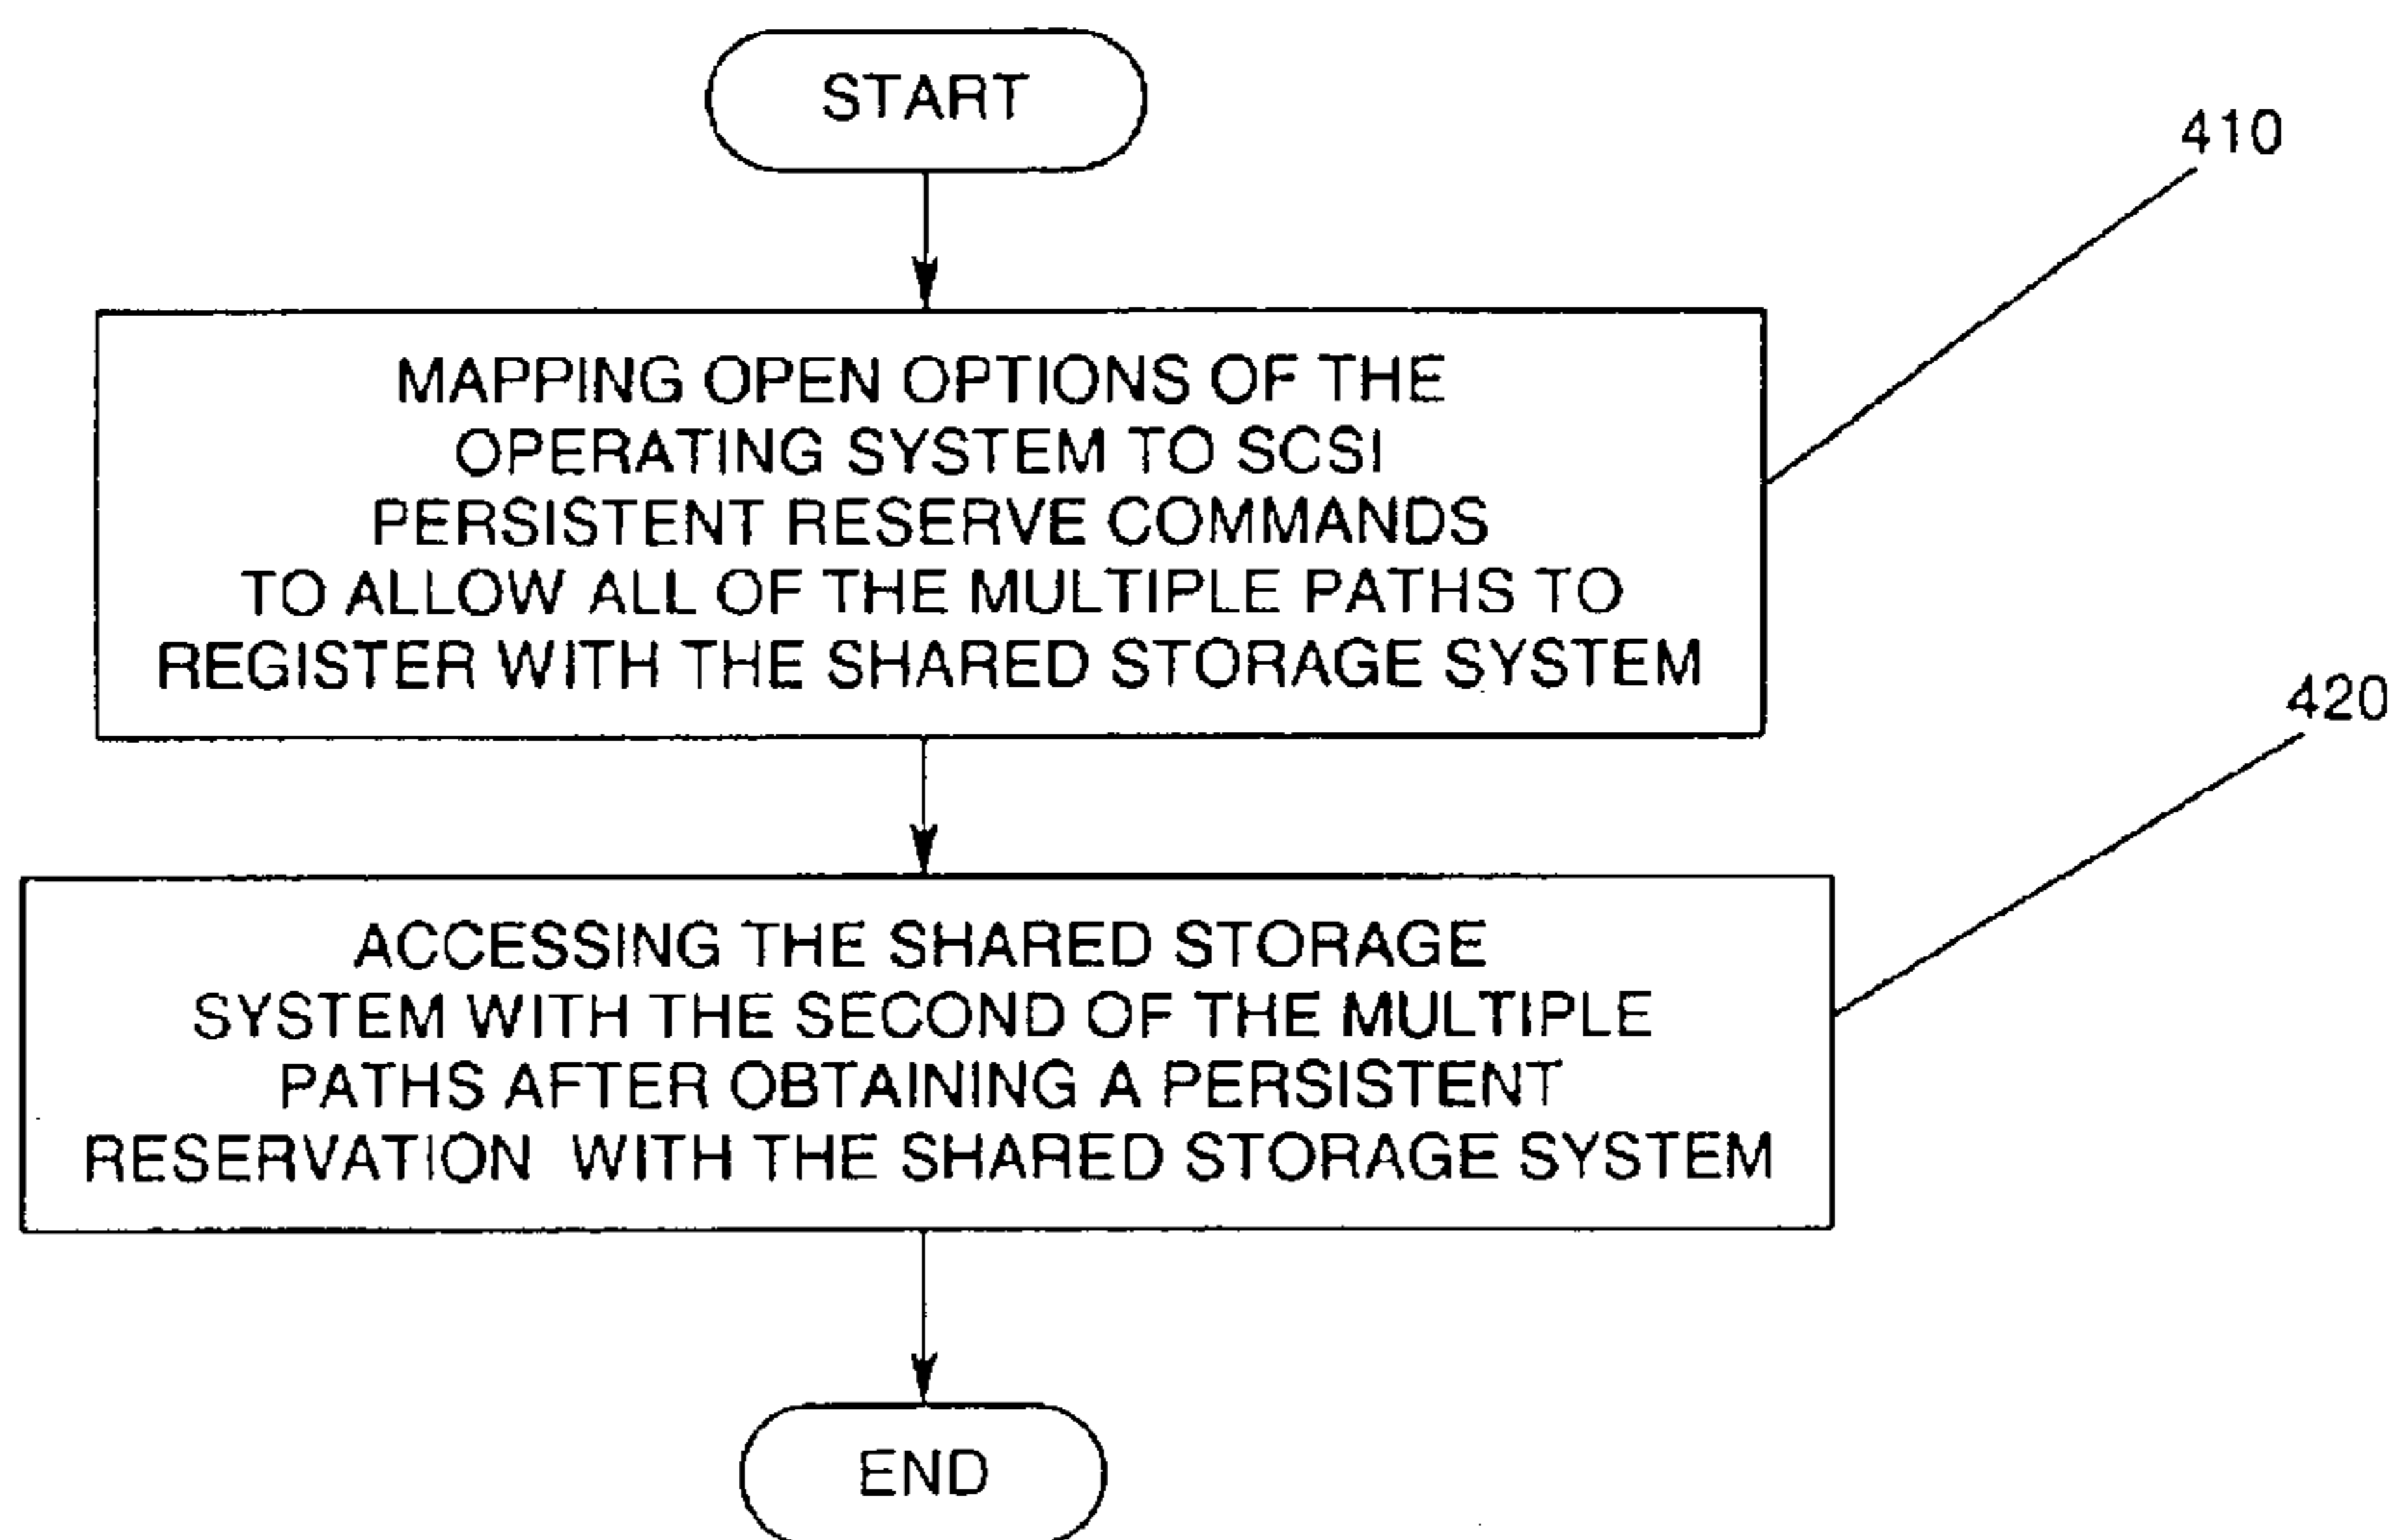 START
410
MAPPING OPEN OPTIONS OF THE
OPERATING SYSTEM TO SCSI
PERSISTENT RESERVE COMMANDS
TO ALLOW ALL OF THE MULTIPLE PATHS TO
REGISTER WITH THE SHARED STORAGE SYSTEM
420
ACCESSING THE SHARED STORAGE
SYSTEM WITH THE SECOND OF THE MULTIPLE
PATHS AFTER OBTAINING A PERSISTENT
RESERVATION WITH THE SHARED STORAGE SYSTEM
END